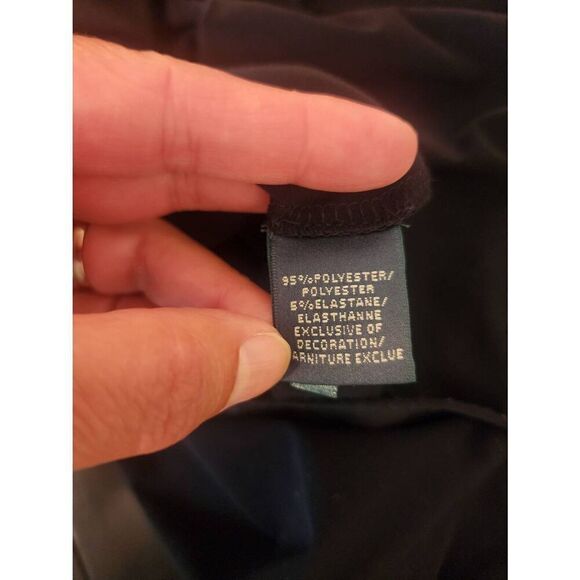 95%POLYESTER/
POLYESTER
5%ELASTANE/
ELASTHANNE
EXCLUSIVE OF
DECORATION/
ARNITURE EXCLUE